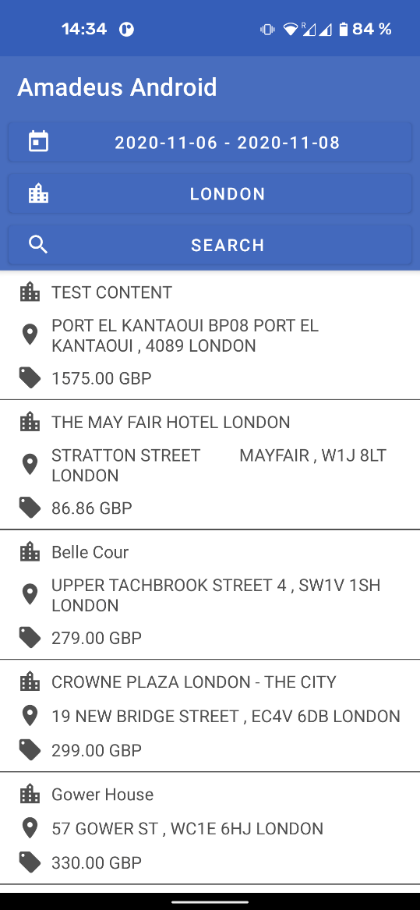 14:34
R
84 %
Amadeus Android
2020-11-06 - 2020-11-08
LONDON
SEARCH
TEST CONTENT
PORT EL KANTAOUI BP08 PORT EL
KANTAOUI , 4089 LONDON
1575.00 GBP
THE MAY FAIR HOTEL LONDON
STRATTON STREET MAYFAIR , W1J 8LT
LONDON
86.86 GBP
Belle Cour
UPPER TACHBROOK STREET 4 , SW1V 1SH
LONDON
279.00 GBP
CROWNE PLAZA LONDON - THE CITY
19 NEW BRIDGE STREET , EC4V 6DB LONDON
299.00 GBP
Gower House
57 GOWER ST , WC1E 6HJ LONDON
330.00 GBP